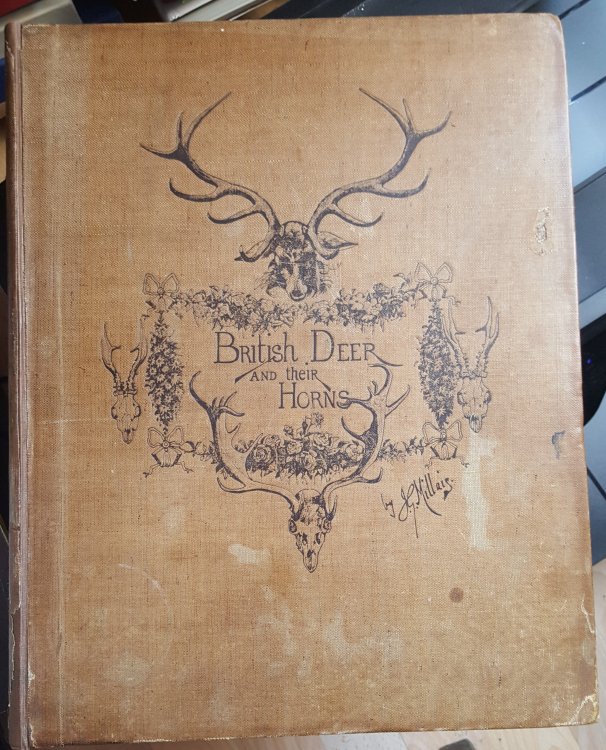 British Deer
and their
Horns
by J G Millais.